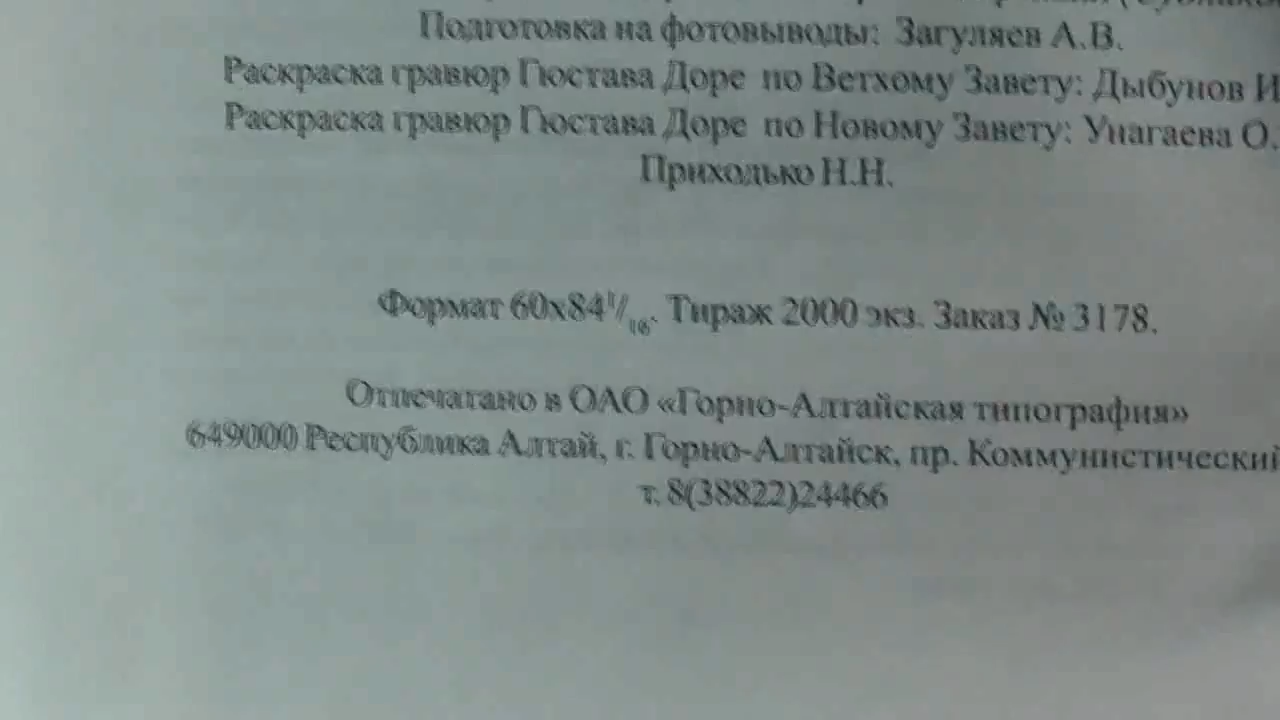 Подготовка на фотовыводы: Загуляев А.В.
Раскраска гравюр Гюстава Доре по Ветхому Завету: Дыбунов И
Раскраска гравюр Гюстава Доре по Новому Завету: Унагаева О.
Приходько Н.Н.
Формат 60х84 1/16. Тираж 2000 экз. Заказ № 3178.
Отпечатано в ОАО «Горно-Алтайская типография»
649000 Республика Алтай, г. Горно-Алтайск, пр. Коммунистический
т. 8(38822)24466